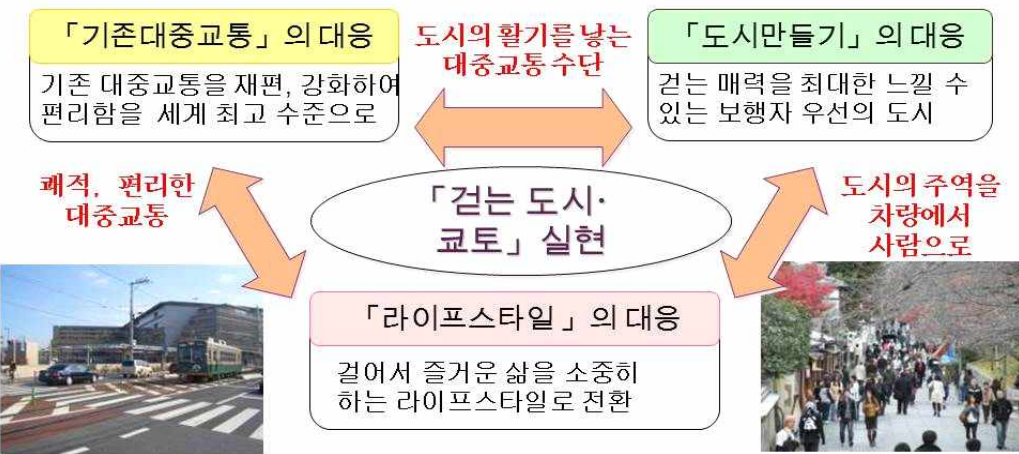 「기존대중교통」의 대응
기존 대중교통을 재편, 강화하여
편리함을 세계 최고 수준으로
도시의 활기를 낳는
대중교통 수단
「도시만들기」의 대응
걷는 매력을 최대한 느낄 수
있는 보행자 우선의 도시
쾌적, 편리한
대중교통
「걷는 도시·
쿄토」실현
도시의 주역을
차량에서
사람으로
「라이프스타일 」의 대응
걸어서 즐거운 삶을 소중히
하는 라이프스타일로 전환